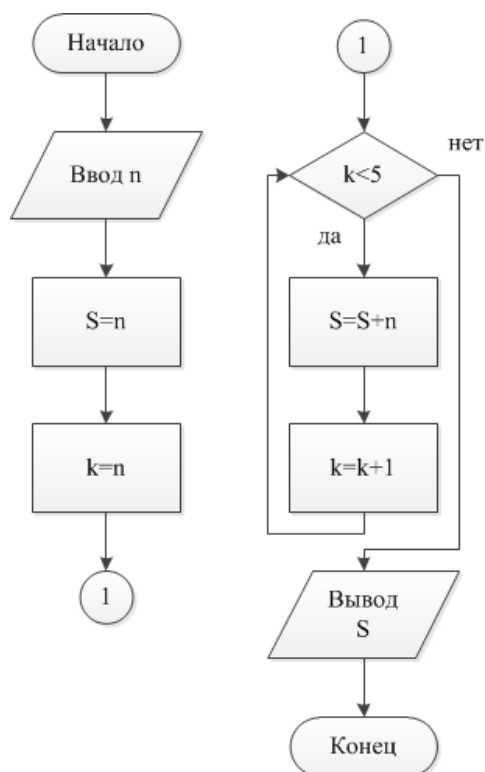 Начало
Ввод n
S=n
k=n
1
1
k<5
нет
да
S=S+n
k=k+1
Вывод
S
Конец